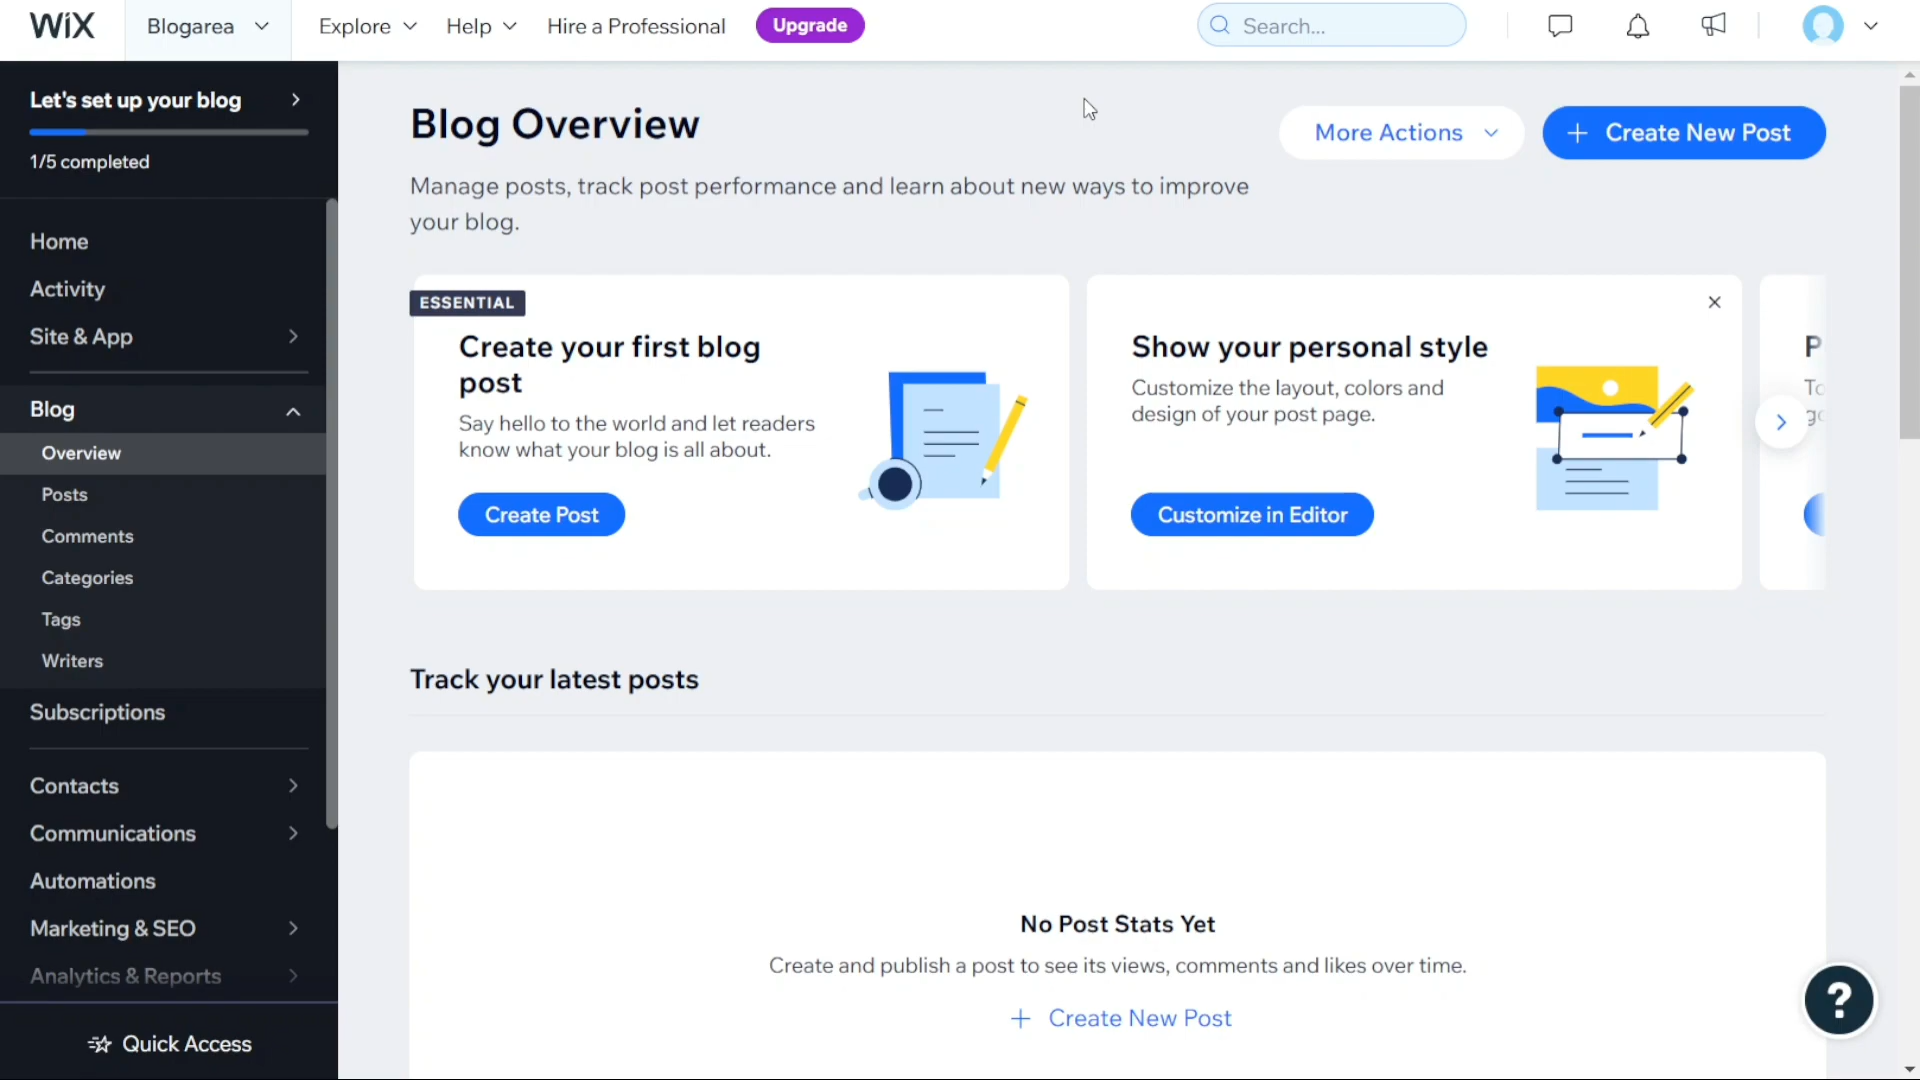 WiX
Blogarea
Explore
Help
Hire a Professional
Upgrade
Search...
Let's set up your blog
1/5 completed
Home
Activity
Site & App
Blog
Overview
Posts
Comments
Categories
Tags
Writers
Subscriptions
Contacts
Communications
Automations
Marketing & SEO
Analytics & Reports
Quick Access
Blog Overview
More Actions
+ Create New Post
Manage posts, track post performance and learn about new ways to improve
your blog.
ESSENTIAL
Create your first blog
post
Say hello to the world and let readers
know what your blog is all about.
Create Post
Show your personal style
Customize the layout, colors and
design of your post page.
Customize in Editor
Track your latest posts
No Post Stats Yet
Create and publish a post to see its views, comments and likes over time.
+ Create New Post
?